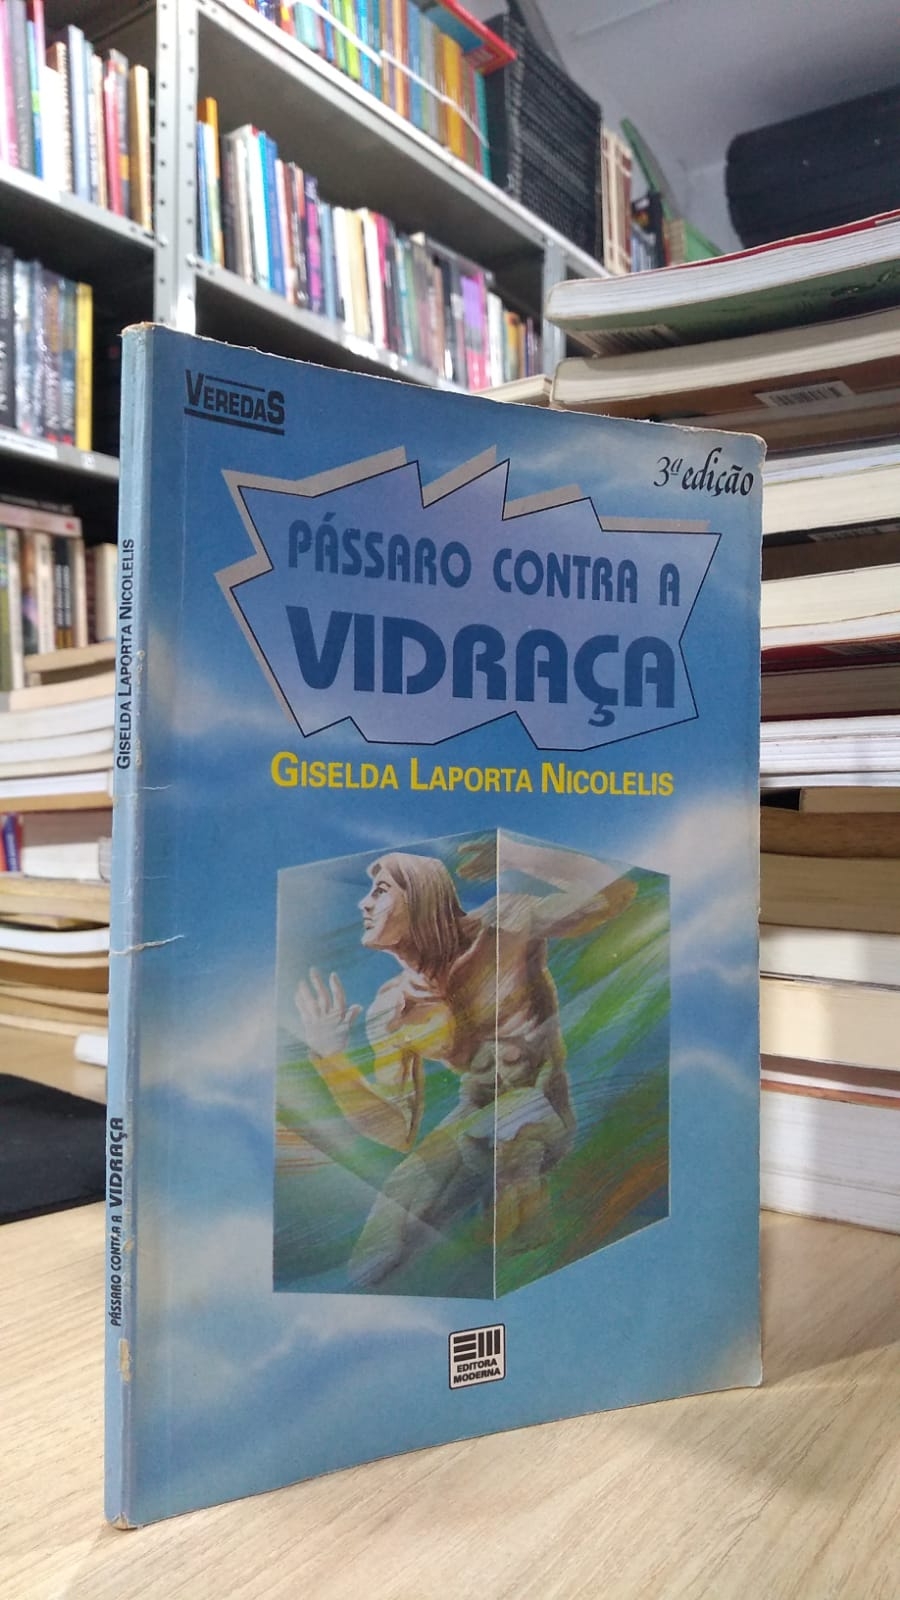 VEREDAS
3ª edição
PÁSSARO CONTRA A
VIDRAÇA
GISELDA LAPORTA NICOLELIS
EDITORA
MODERNA
GISELDA LAPORTA NICOLELIS
PÁSSARO CONTRA A VIDRAÇA